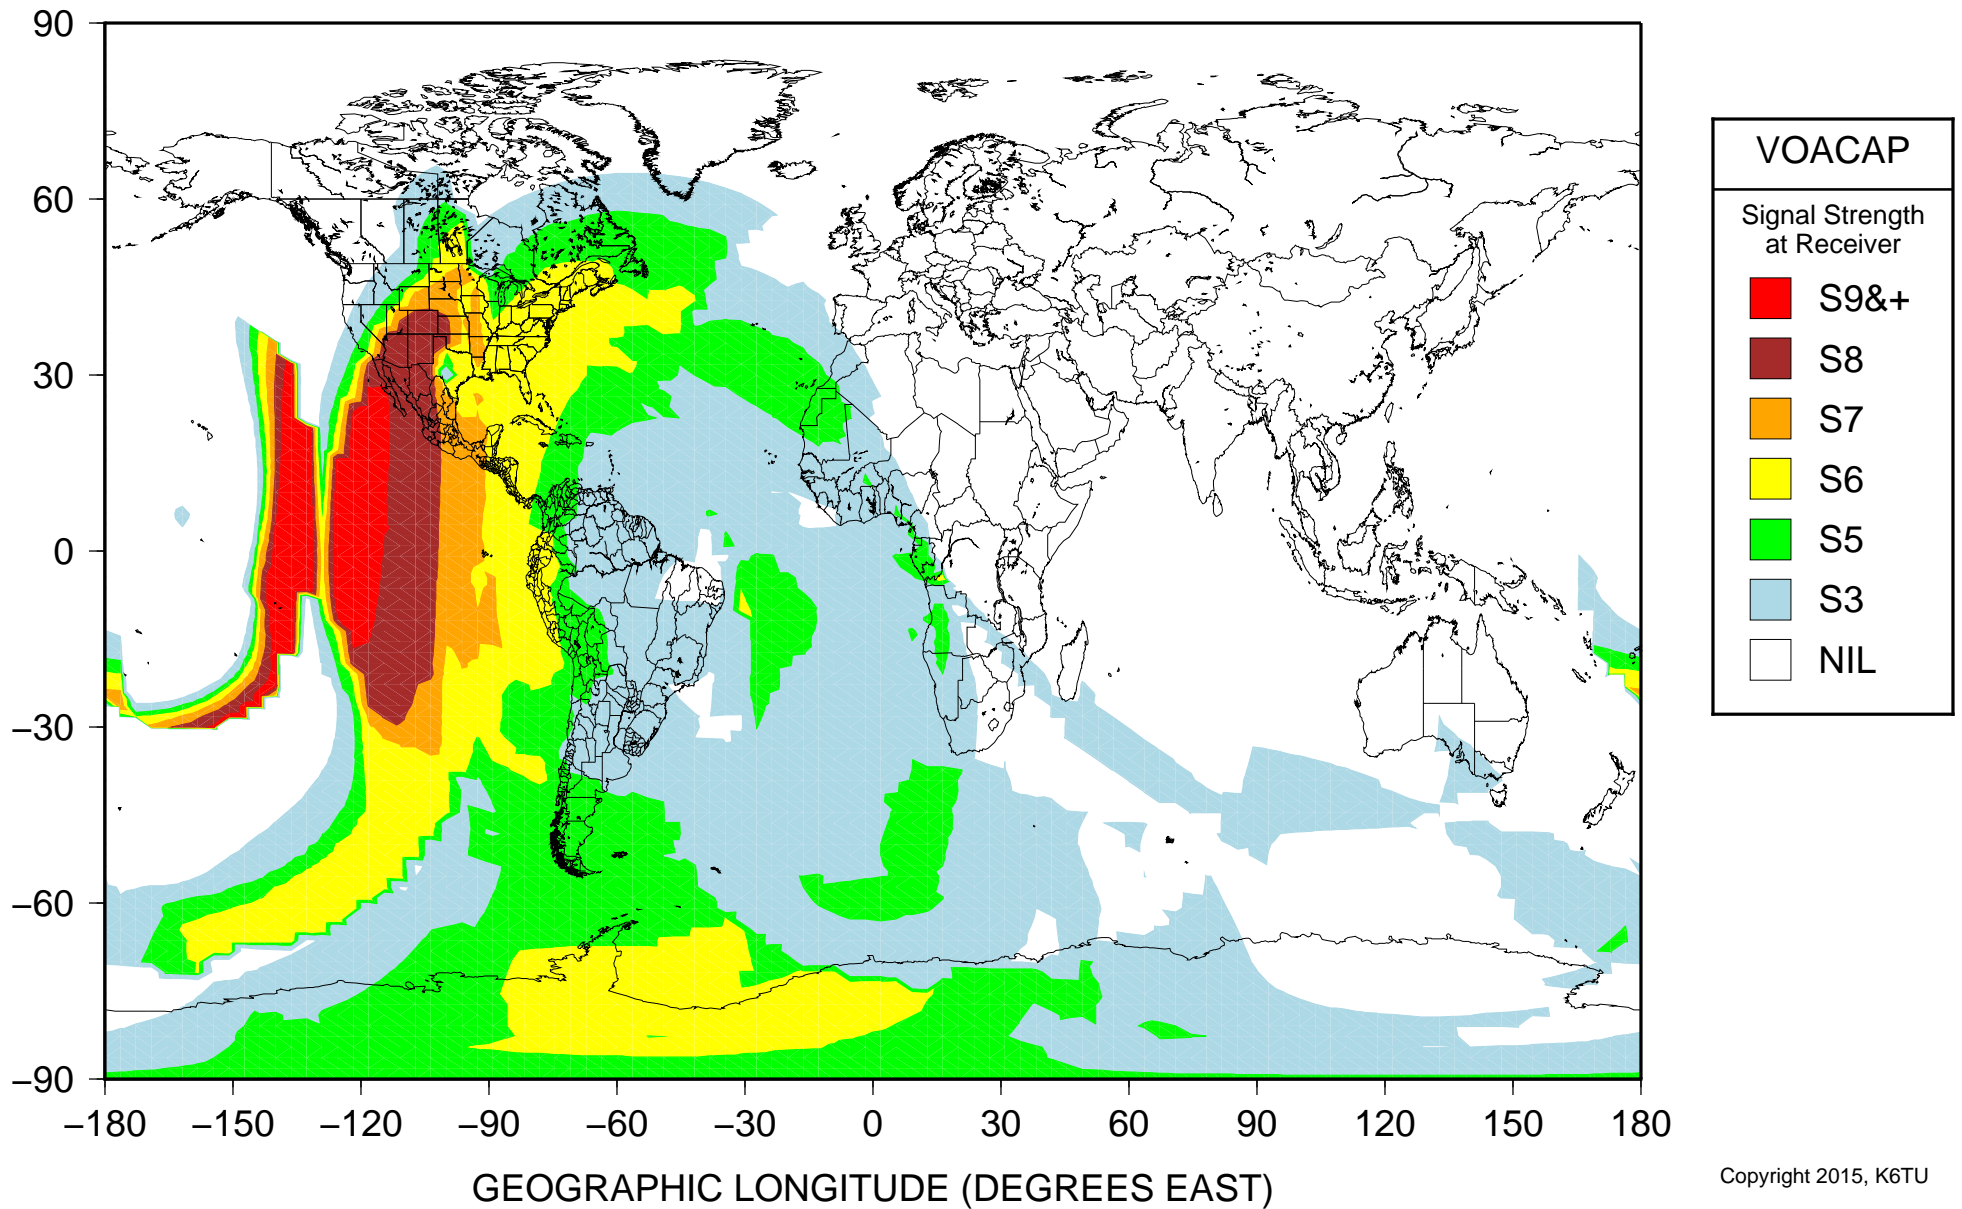 90
60
30
0
−30
−60
−90
−180 −150 −120 −90 −60 −30 0 30 60 90 120 150 180
GEOGRAPHIC LONGITUDE (DEGREES EAST)
VOACAP
Signal Strength
at Receiver
S9&+
S8
S7
S6
S5
S3
NIL
Copyright 2015, K6TU